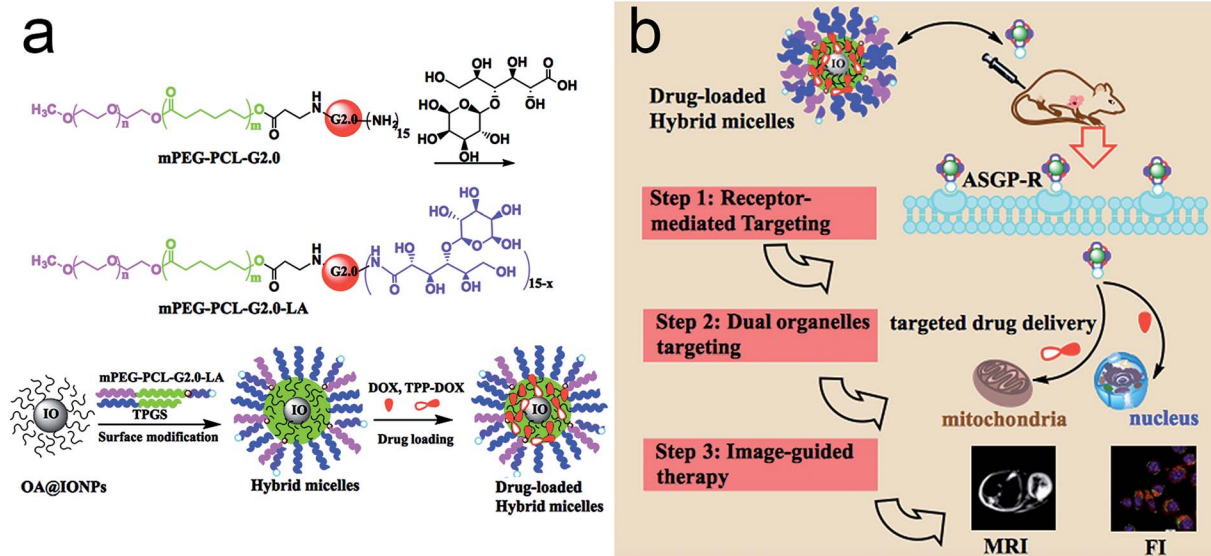 a
H₃C
O
O
n
O
O
O
m
O
H
N
G2.0
(NH₂)
15
mPEG-PCL-G2.0
OH
OH
O
HO
OH
OH
O
OH
HO
O
HO
OH
OH
H₃C
O
O
n
O
O
O
m
O
H
N
G2.0
H
N
O
OH
OH
OH
O
OH
HO
O
OH
OH
OH
OH
15-x
mPEG-PCL-G2.0-LA
IO
OA@IONPs
mPEG-PCL-G2.0-LA
TPGS
Surface modification
IO
Hybrid micelles
DOX, TPP-DOX
Drug loading
IO
Drug-loaded
Hybrid micelles
b
IO
Drug-loaded
Hybrid micelles
ASGP-R
Step 1: Receptor-
mediated Targeting
Step 2: Dual organelles
targeting
targeted drug delivery
mitochondria
nucleus
Step 3: Image-guided
therapy
MRI
FI